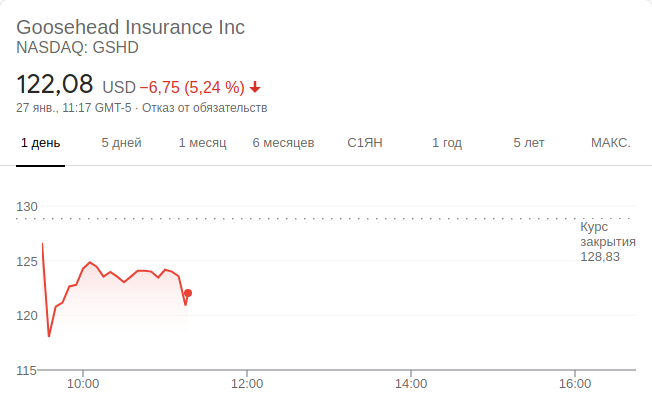 Goosehead Insurance Inc
NASDAQ: GSHD
122,08 USD −6,75 (5,24 %)
27 янв., 11:17 GMT-5 · Отказ от обязательств
1 день 5 дней 1 месяц 6 месяцев С1ЯН 1 год 5 лет МАКС.
130
Курс
закрытия
128,83
125
120
115
10:00 12:00 14:00 16:00